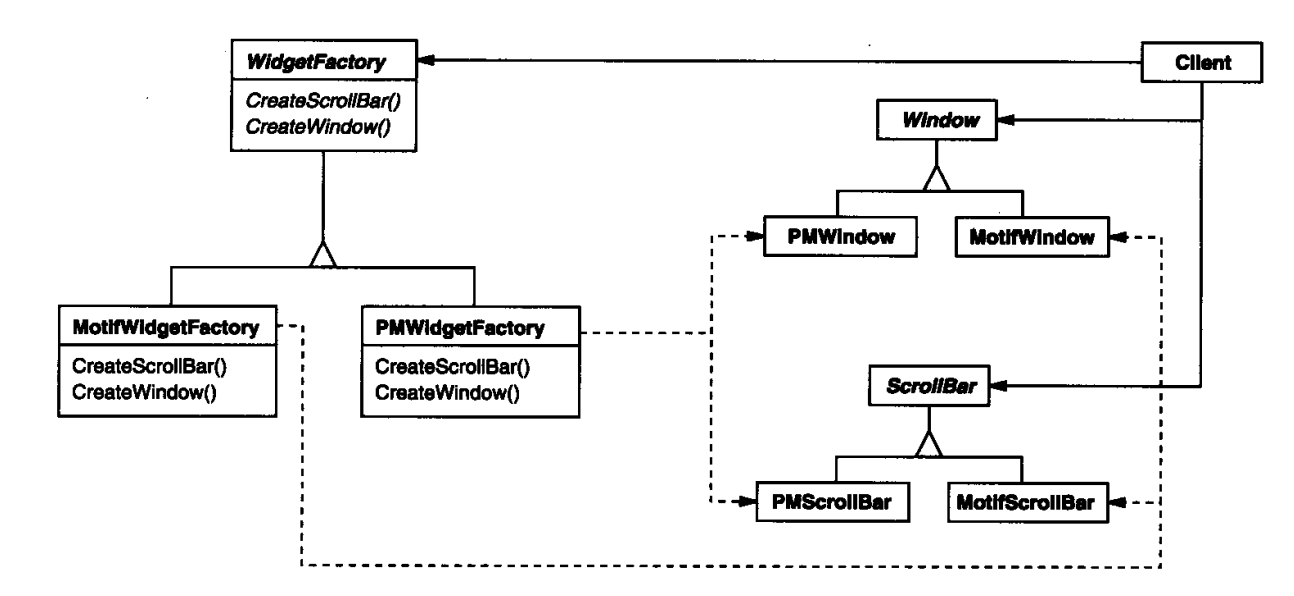 WidgetFactory
CreateScrollBar()
CreateWindow()
Client
Window
PMWindow
MotifWindow
MotifWidgetFactory
CreateScrollBar()
CreateWindow()
PMWidgetFactory
CreateScrollBar()
CreateWindow()
ScrollBar
PMScrollBar
MotifScrollBar